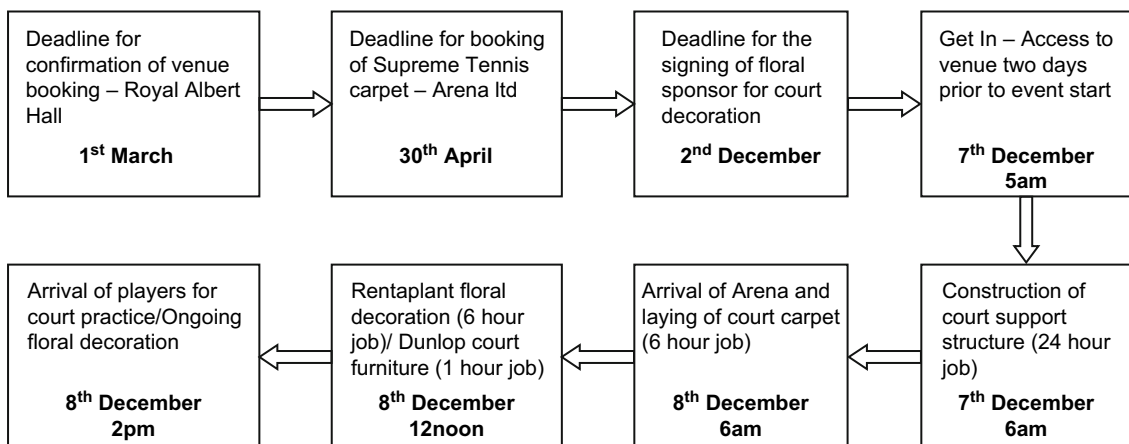 Deadline for
confirmation of venue
booking – Royal Albert
Hall
1st March
Deadline for booking
of Supreme Tennis
carpet – Arena ltd
30th April
Deadline for the
signing of floral
sponsor for court
decoration
2nd December
Get In – Access to
venue two days
prior to event start
7th December
5am
Construction of
court support
structure (24 hour
job)
7th December
6am
Arrival of Arena and
laying of court carpet
(6 hour job)
8th December
6am
Rentaplant floral
decoration (6 hour
job)/ Dunlop court
furniture (1 hour job)
8th December
12noon
Arrival of players for
court practice/Ongoing
floral decoration
8th December
2pm